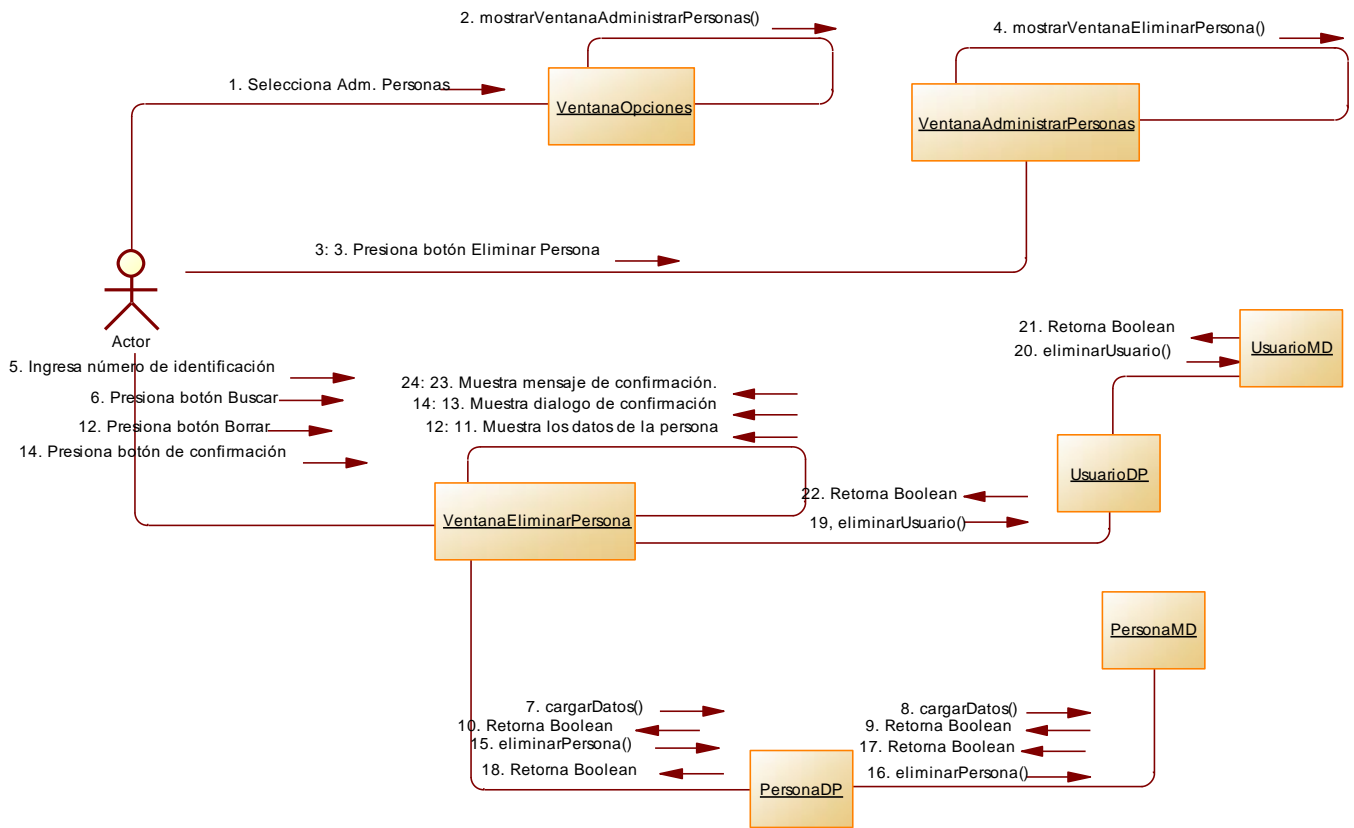 2. mostrarVentanaAdministrarPersonas()
4. mostrarVentanaEliminarPersona()
1. Selecciona Adm. Personas
VentanaOpciones
VentanaAdministrarPersonas
3: 3. Presiona botón Eliminar Persona
Actor
5. Ingresa número de identificación
6. Presiona botón Buscar
12. Presiona botón Borrar
14. Presiona botón de confirmación
24: 23. Muestra mensaje de confirmación.
14: 13. Muestra dialogo de confirmación
12: 11. Muestra los datos de la persona
21. Retorna Boolean
20. eliminarUsuario()
UsuarioMD
UsuarioDP
VentanaEliminarPersona
22. Retorna Boolean
19, eliminarUsuario()
PersonaMD
7. cargarDatos()
10. Retorna Boolean
15. eliminarPersona()
18. Retorna Boolean
8. cargarDatos()
9. Retorna Boolean
17. Retorna Boolean
16. eliminarPersona()
PersonaDP